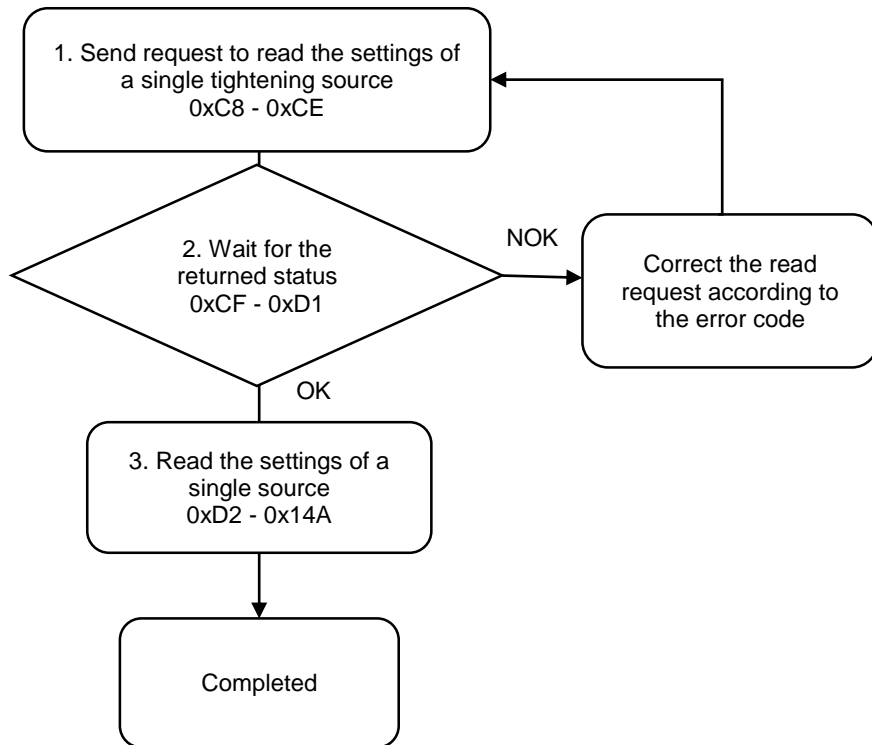 1. Send request to read the settings of
a single tightening source
0xC8 - 0xCE
2. Wait for the
returned status
0xCF - 0xD1
NOK
Correct the read
request according to
the error code
OK
3. Read the settings of a
single source
0xD2 - 0x14A
Completed